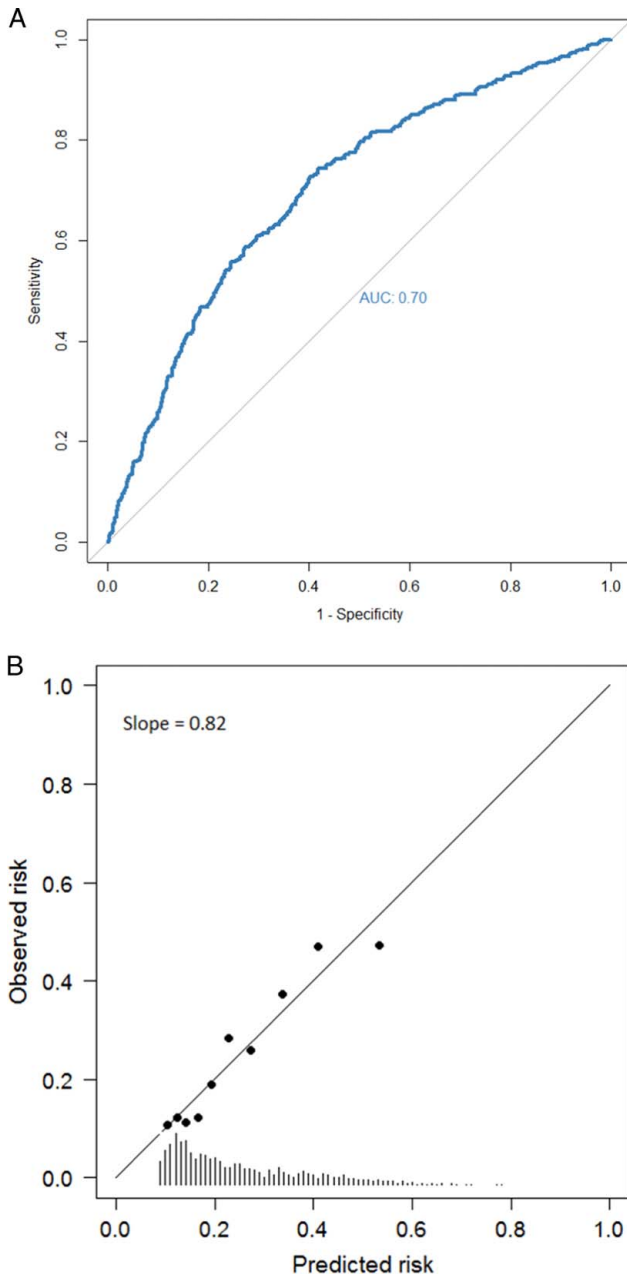 A
1.0
0.8
0.6
0.4
0.2
0.0
Sensitivity
AUC: 0.70
0.0 0.2 0.4 0.6 0.8 1.0
1 - Specificity
B
1.0
0.8
0.6
0.4
0.2
0.0
Observed risk
Slope = 0.82
0.0 0.2 0.4 0.6 0.8 1.0
Predicted risk